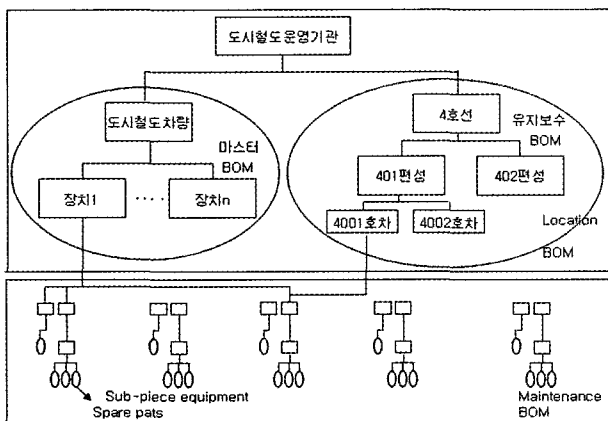 도시철도운영기관
도시철도차량
마스터
BOM
장치1
····
장치n
4호선
유지보수
BOM
401편성
402편성
4001호차
4002호차
Location
BOM
Sub-piece equipment
Spare pats
Maintenance
BOM